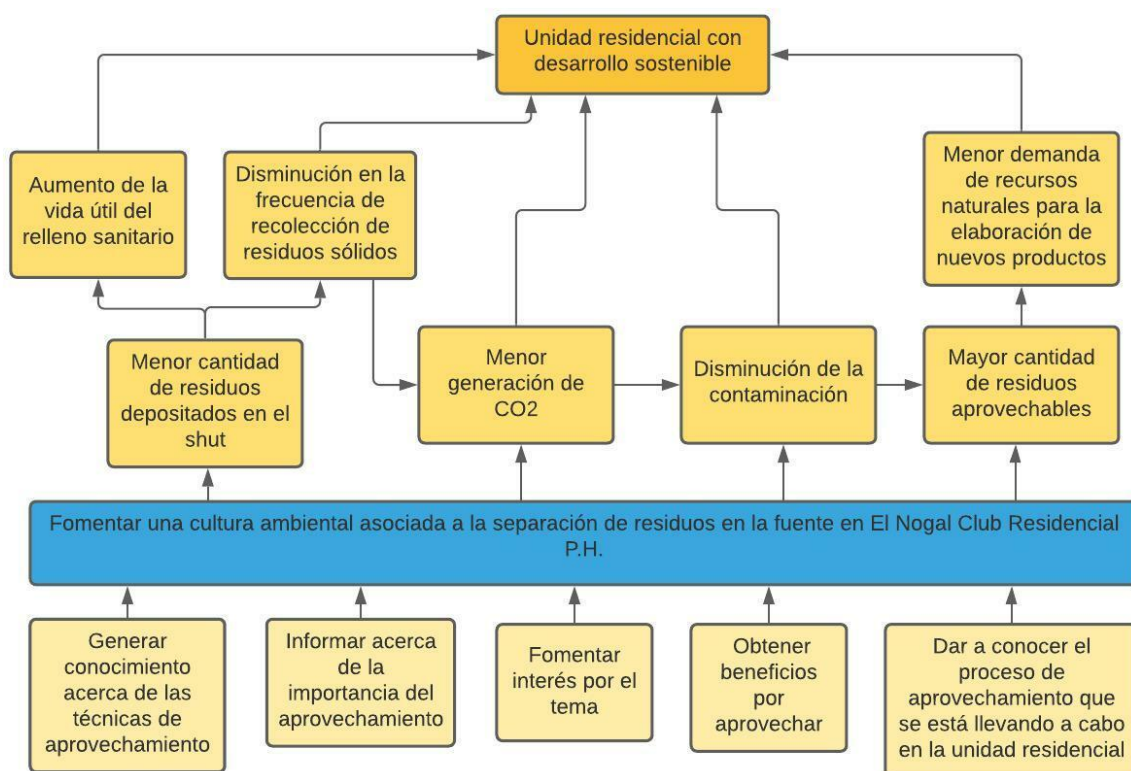 Unidad residencial con
desarrollo sostenible
Aumento de la
vida útil del
relleno sanitario
Disminución en la
frecuencia de
recolección de
residuos sólidos
Menor demanda
de recursos
naturales para la
elaboración de
nuevos productos
Menor cantidad
de residuos
depositados en el
shut
Menor
generación de
CO2
Disminución de la
contaminación
Mayor cantidad
de residuos
aprovechables
Fomentar una cultura ambiental asociada a la separación de residuos en la fuente en El Nogal Club Residencial
P.H.
Generar
conocimiento
acerca de las
técnicas de
aprovechamiento
Informar acerca
de la
importancia del
aprovechamiento
Fomentar
interés por el
tema
Obtener
beneficios
por
aprovechar
Dar a conocer el
proceso de
aprovechamiento que
se está llevando a cabo
en la unidad residencial